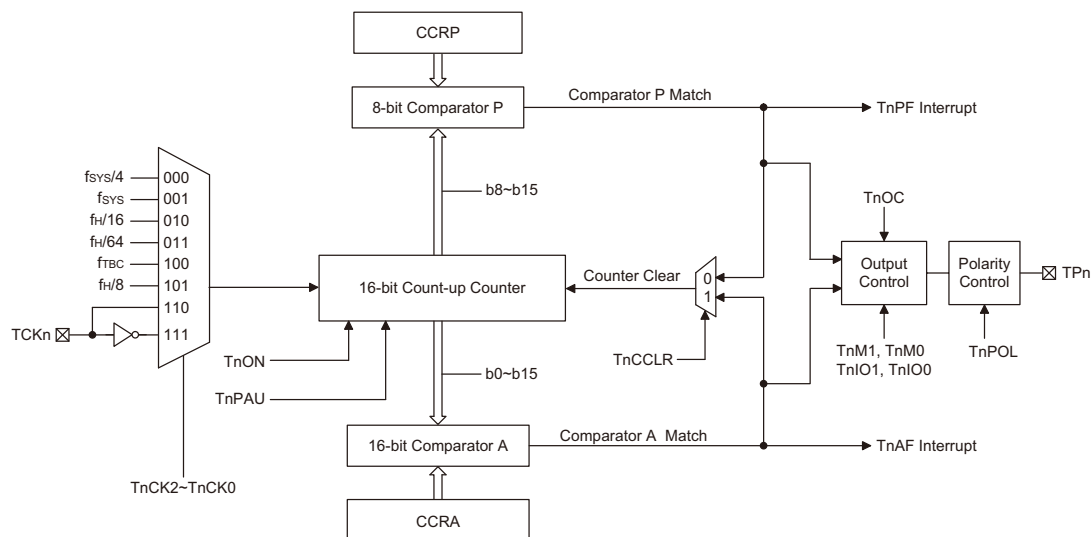 CCRP
8-bit Comparator P
Comparator P Match
TnPF Interrupt
b8~b15
fSYS/4
fSYS
fH/16
fH/64
fTBC
fH/8
000
001
010
011
100
101
110
111
TCKn
16-bit Count-up Counter
Counter Clear
0
1
TnOC
Output
Control
Polarity
Control
TPn
TnON
TnPAU
TnCCLR
TnM1, TnM0
TnIO1, TnIO0
TnPOL
b0~b15
16-bit Comparator A
Comparator A Match
TnAF Interrupt
TnCK2~TnCK0
CCRA